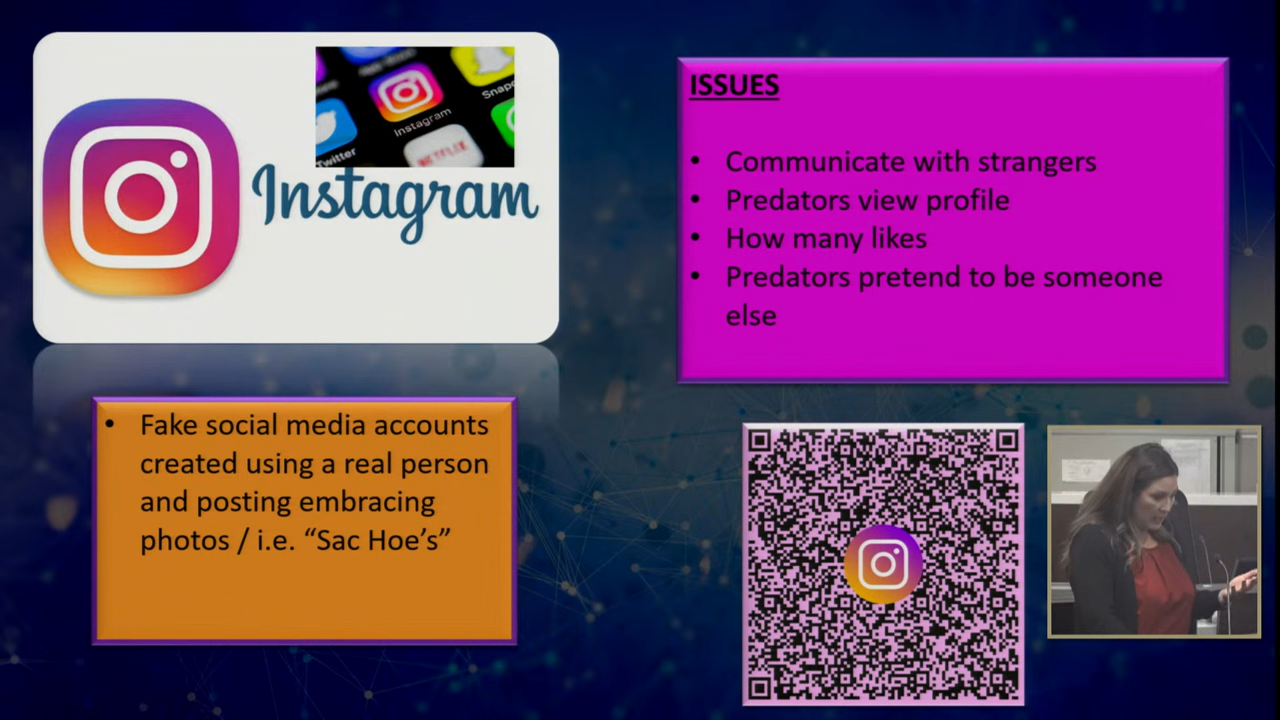 Snap
Instagram
Twitter
NETFLIX
Instagram
ISSUES
• Communicate with strangers
• Predators view profile
• How many likes
• Predators pretend to be someone
else
• Fake social media accounts
created using a real person
and posting embracing
photos / i.e. “Sac Hoe’s”